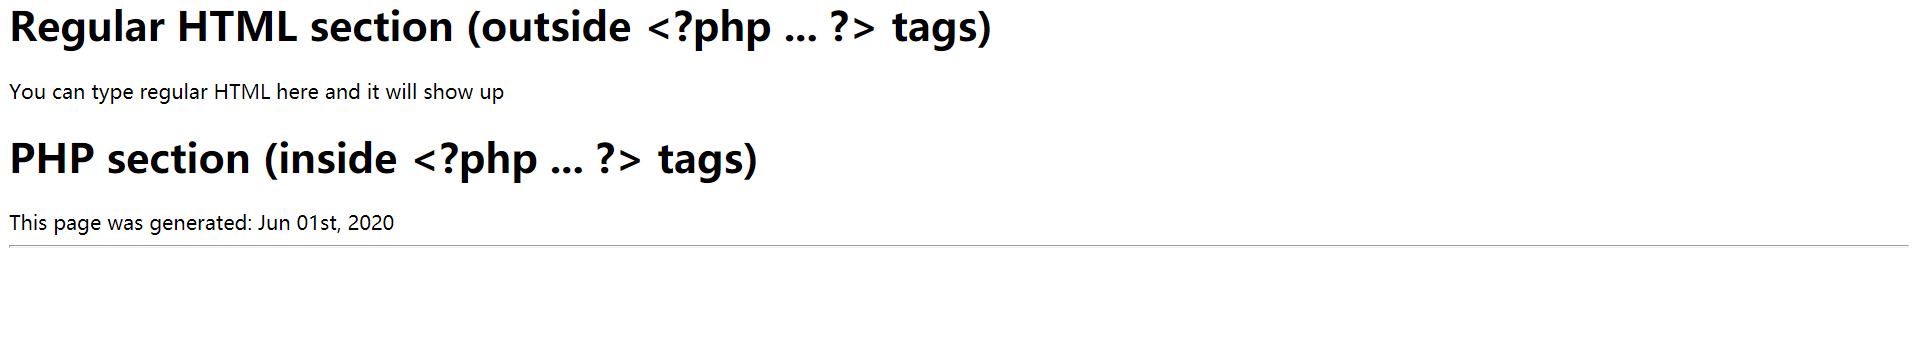 Regular HTML section (outside <?php ... ?> tags)
You can type regular HTML here and it will show up
PHP section (inside <?php ... ?> tags)
This page was generated: Jun 01st, 2020